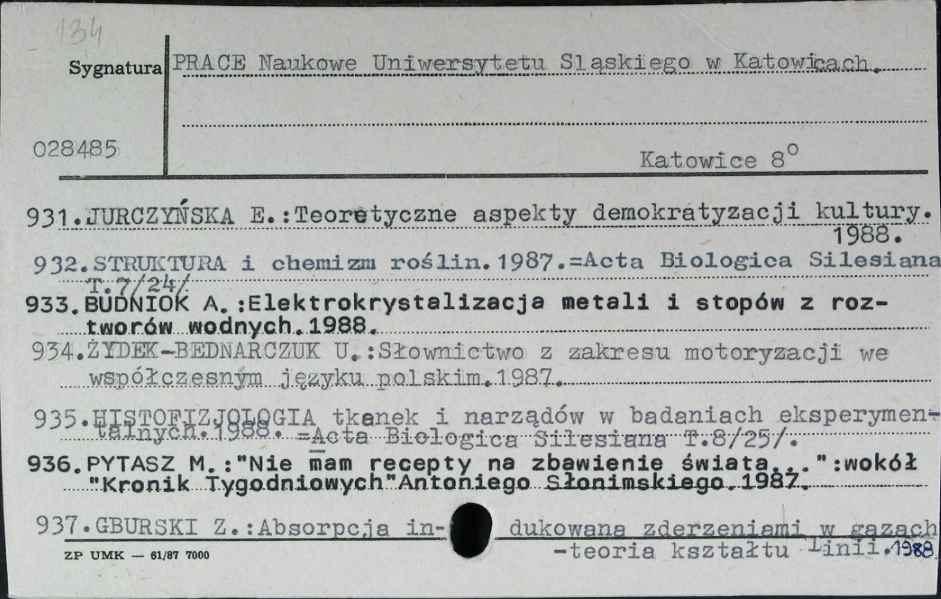 134
Sygnatura
PRACE Naukowe Uniwersytetu Sląskiego w Katowicach.
028485
Katowice 8°
931. JURCZYŃSKA E.:Teoretyczne aspekty demokratyzacji kultury.
1988.
932. STRUKTURA i chemizm roślin. 1987.=Acta Biologica Silesiana
T.7/24/
933. BUDNIOK A.:Elektrokrystalizacja metali i stopów z roz-
tworów wodnych.1988.
934. ŻYDEK-BEDNARCZUK U.:Słownictwo z zakresu motoryzacji we
współczesnym języku polskim.1987.
935. HISTOFIZJOLOGIA tkanek i narządów w badaniach eksperymen-
talnych.1988. =Acta Biologica Silesiana T.8/25/.
936. PYTASZ M.:"Nie mam recepty na zbawienie świata...":wokół
"Kronik Tygodniowych"Antoniego Słonimskiego.1987.
937. GBURSKI Z.:Absorpcja in- dukowana zderzeniami w gazach
-teoria kształtu linii.1988
ZP UMK — 61/87 7000